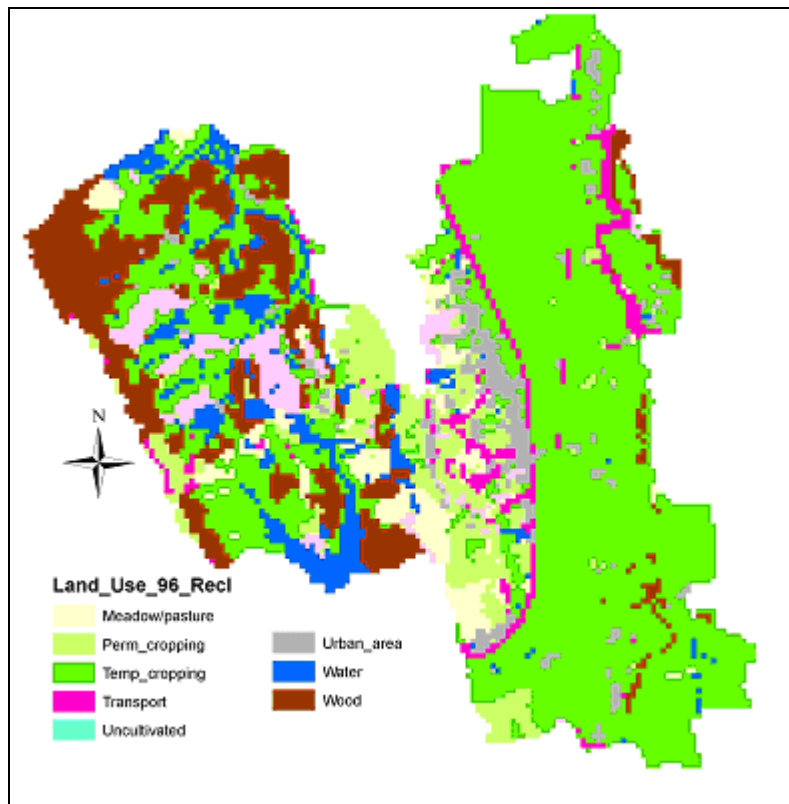 N
Land_Use_96_Recl
Meadow/pasture
Perm_cropping
Temp_cropping
Transport
Uncultivated
Urban_area
Water
Wood